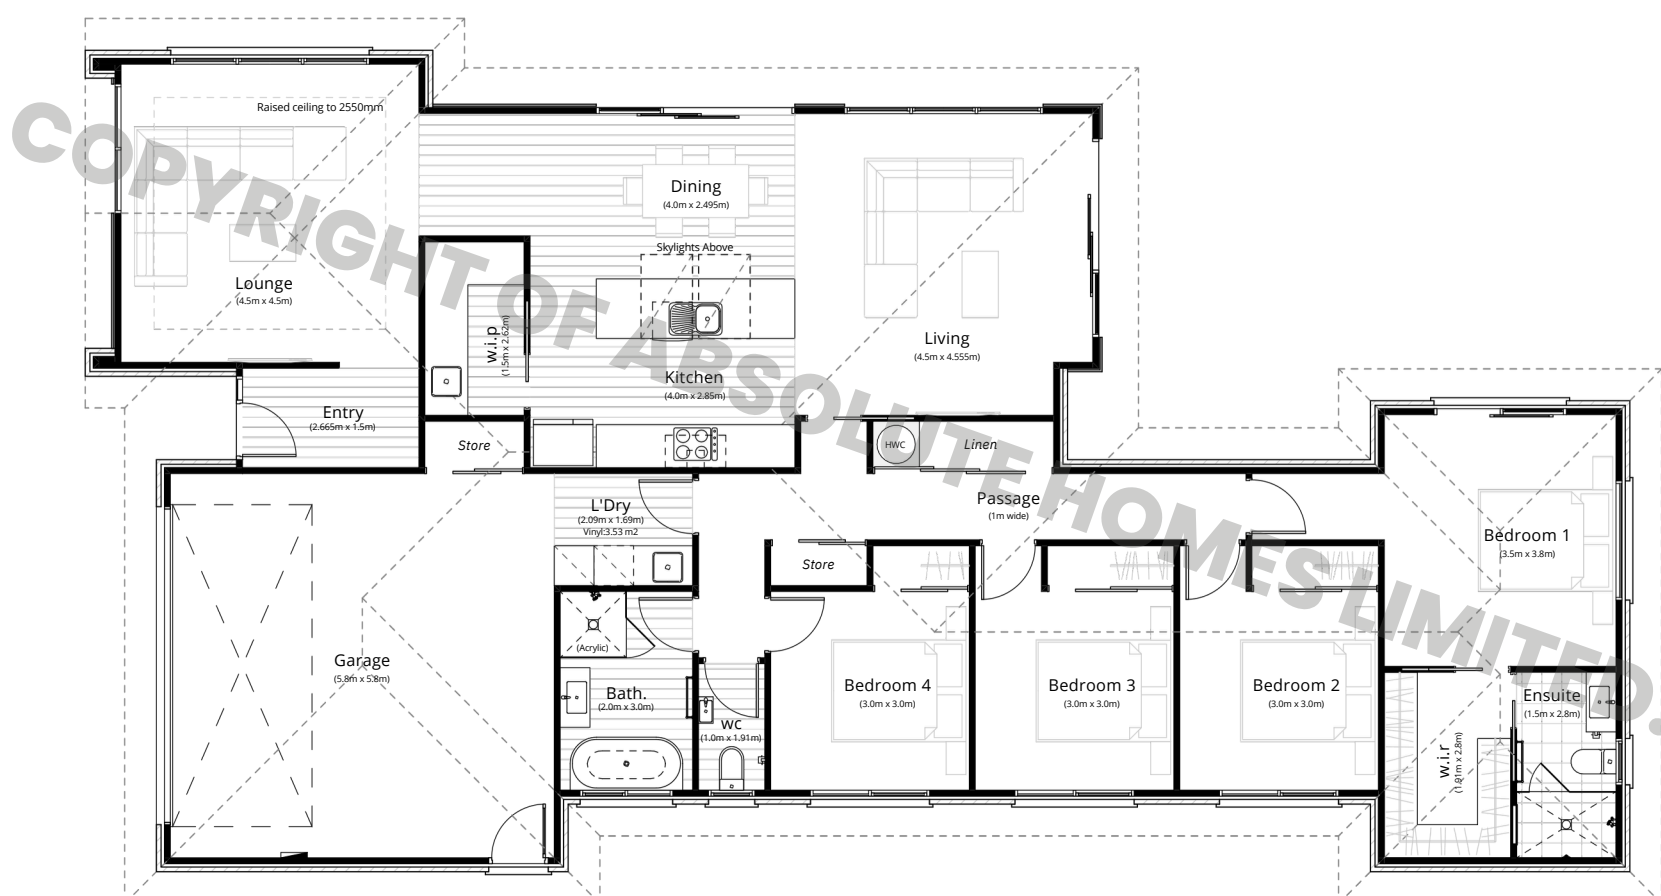 COPYRIGHT OF ABSOLUTE HOMES LIMITED.
Raised ceiling to 2550mm
Lounge
(4.5m x 4.5m)
Dining
(4.0m x 2.495m)
Skylights Above
w.i.p
(1.5m x 2.62m)
Kitchen
(4.0m x 2.85m)
Living
(4.5m x 4.555m)
Entry
(2.665m x 1.5m)
Store
HWC
Linen
Passage
(1m wide)
L'Dry
(2.09m x 1.69m)
Vinyl:3.53 m2
Store
Bedroom 1
(3.5m x 3.8m)
Garage
(5.8m x 5.8m)
(Acrylic)
Bath.
(2.0m x 3.0m)
wc
(1.0m x 1.91m)
Bedroom 4
(3.0m x 3.0m)
Bedroom 3
(3.0m x 3.0m)
Bedroom 2
(3.0m x 3.0m)
w.i.r
(1.91m x 2.8m)
Ensuite
(1.5m x 2.8m)